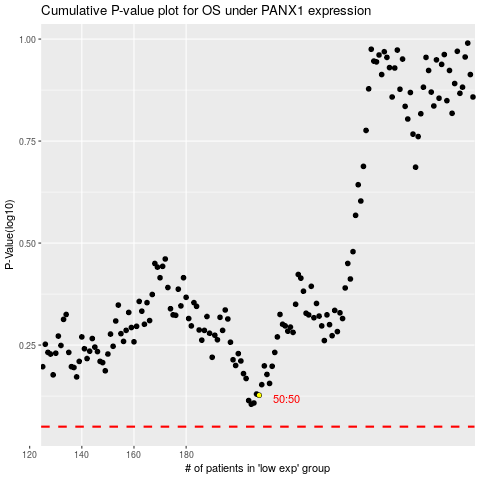 Cumulative P-value plot for OS under PANX1 expression
1.00
0.75
0.50
0.25
P-Value(log10)
50:50
120 140 160 180
# of patients in 'low exp' group